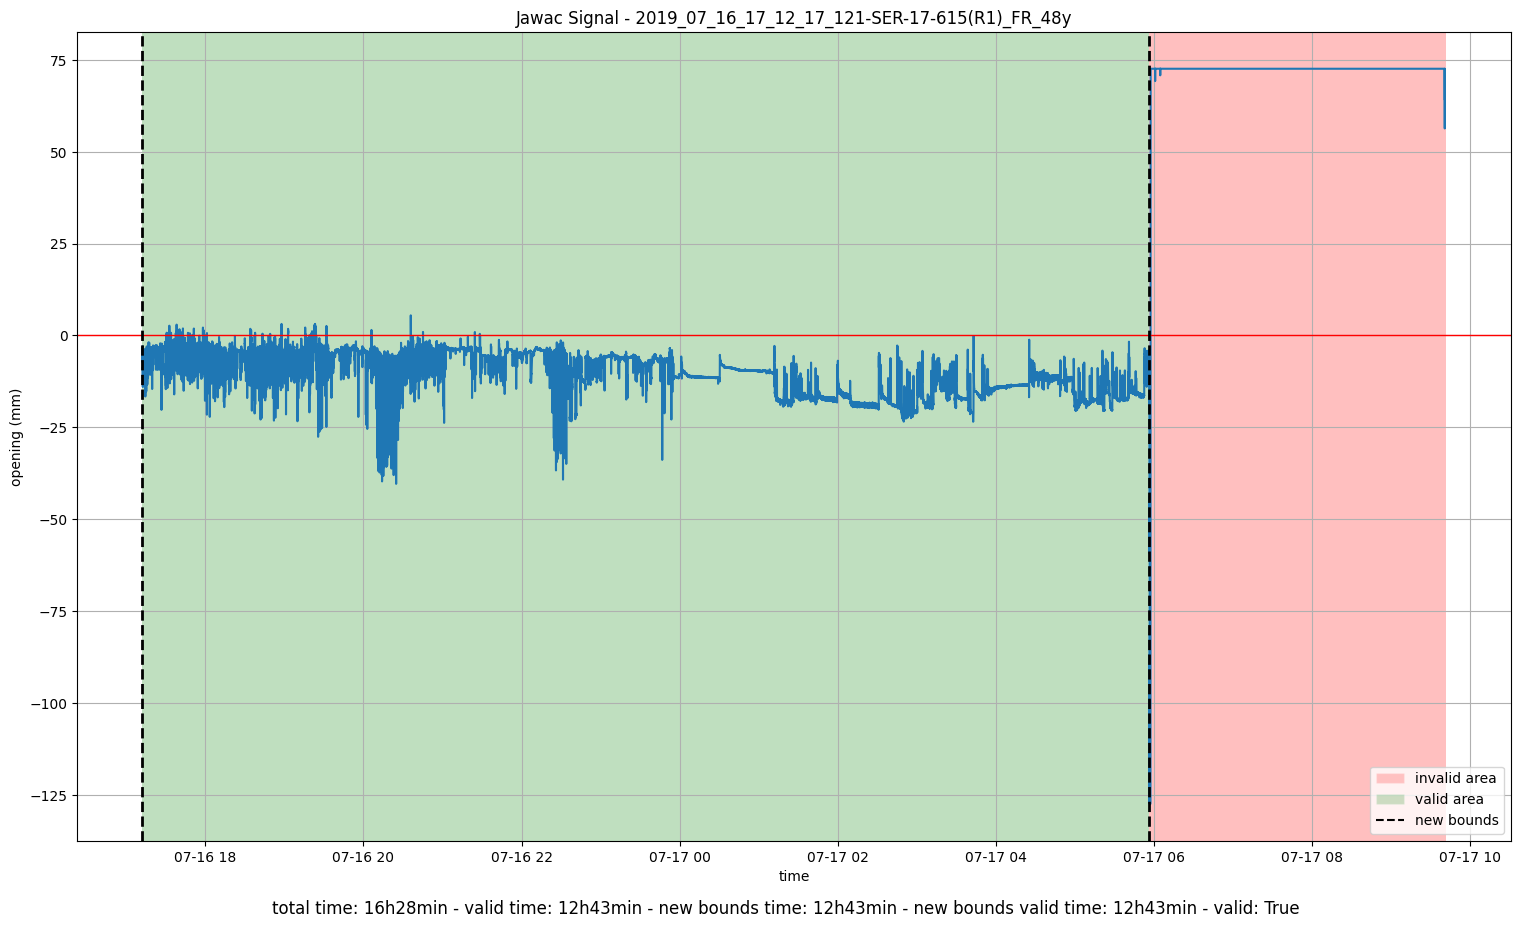 Jawac Signal - 2019_07_16_17_12_17_121-SER-17-615(R1)_FR_48y
75
50
25
0
−25
−50
−75
−100
−125
opening (mm)
invalid area
valid area
new bounds
07-16 18
07-16 20
07-16 22
07-17 00
07-17 02
07-17 04
07-17 06
07-17 08
07-17 10
time
total time: 16h28min - valid time: 12h43min - new bounds time: 12h43min - new bounds valid time: 12h43min - valid: True